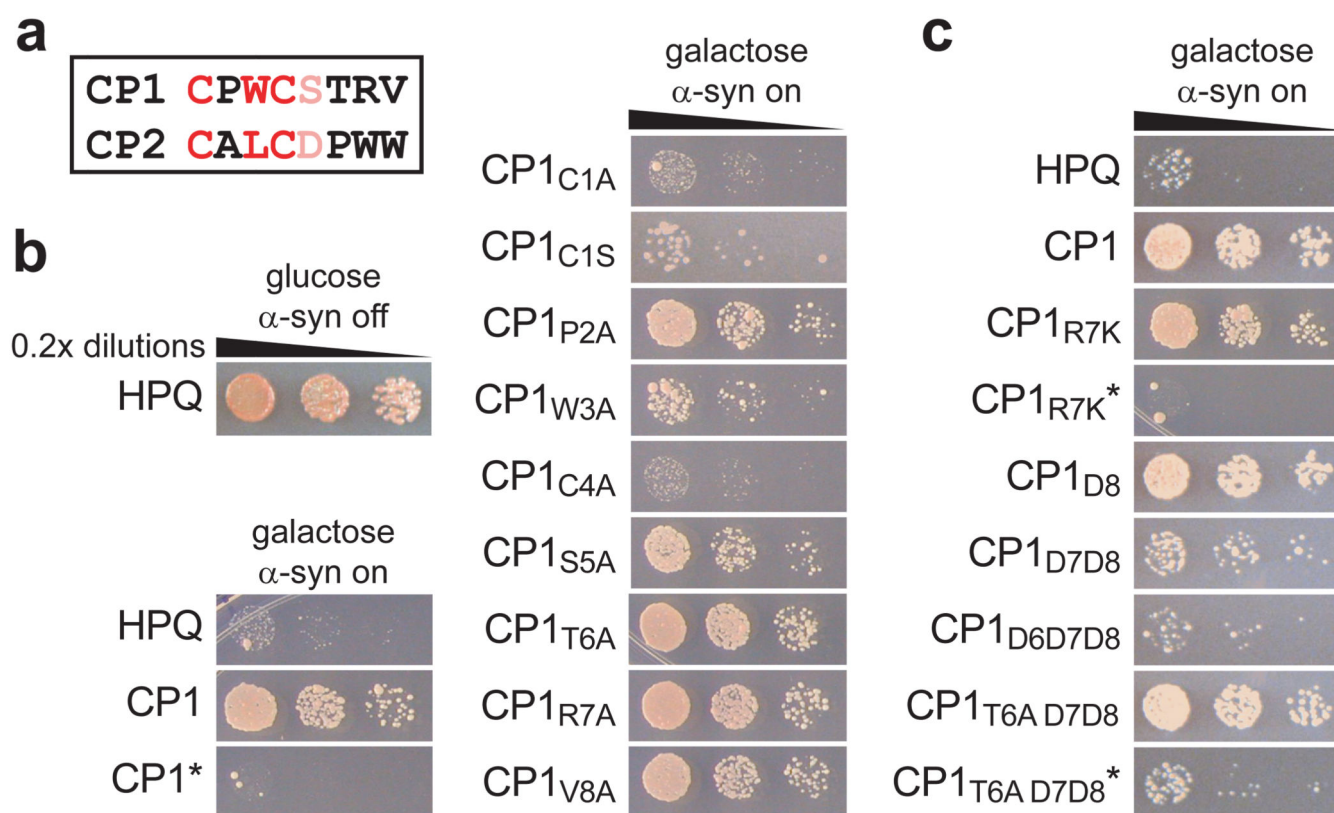 a
CP1 CPWCSTRV
CP2 CALCDPWW
b
glucose
α-syn off
0.2x dilutions
HPQ
galactose
α-syn on
HPQ
CP1
CP1*
galactose
α-syn on
CP1C1A
CP1C1S
CP1P2A
CP1W3A
CP1C4A
CP1S5A
CP1T6A
CP1R7A
CP1V8A
c
galactose
α-syn on
HPQ
CP1
CP1R7K
CP1R7K*
CP1D8
CP1D7D8
CP1D6D7D8
CP1T6A D7D8
CP1T6A D7D8*